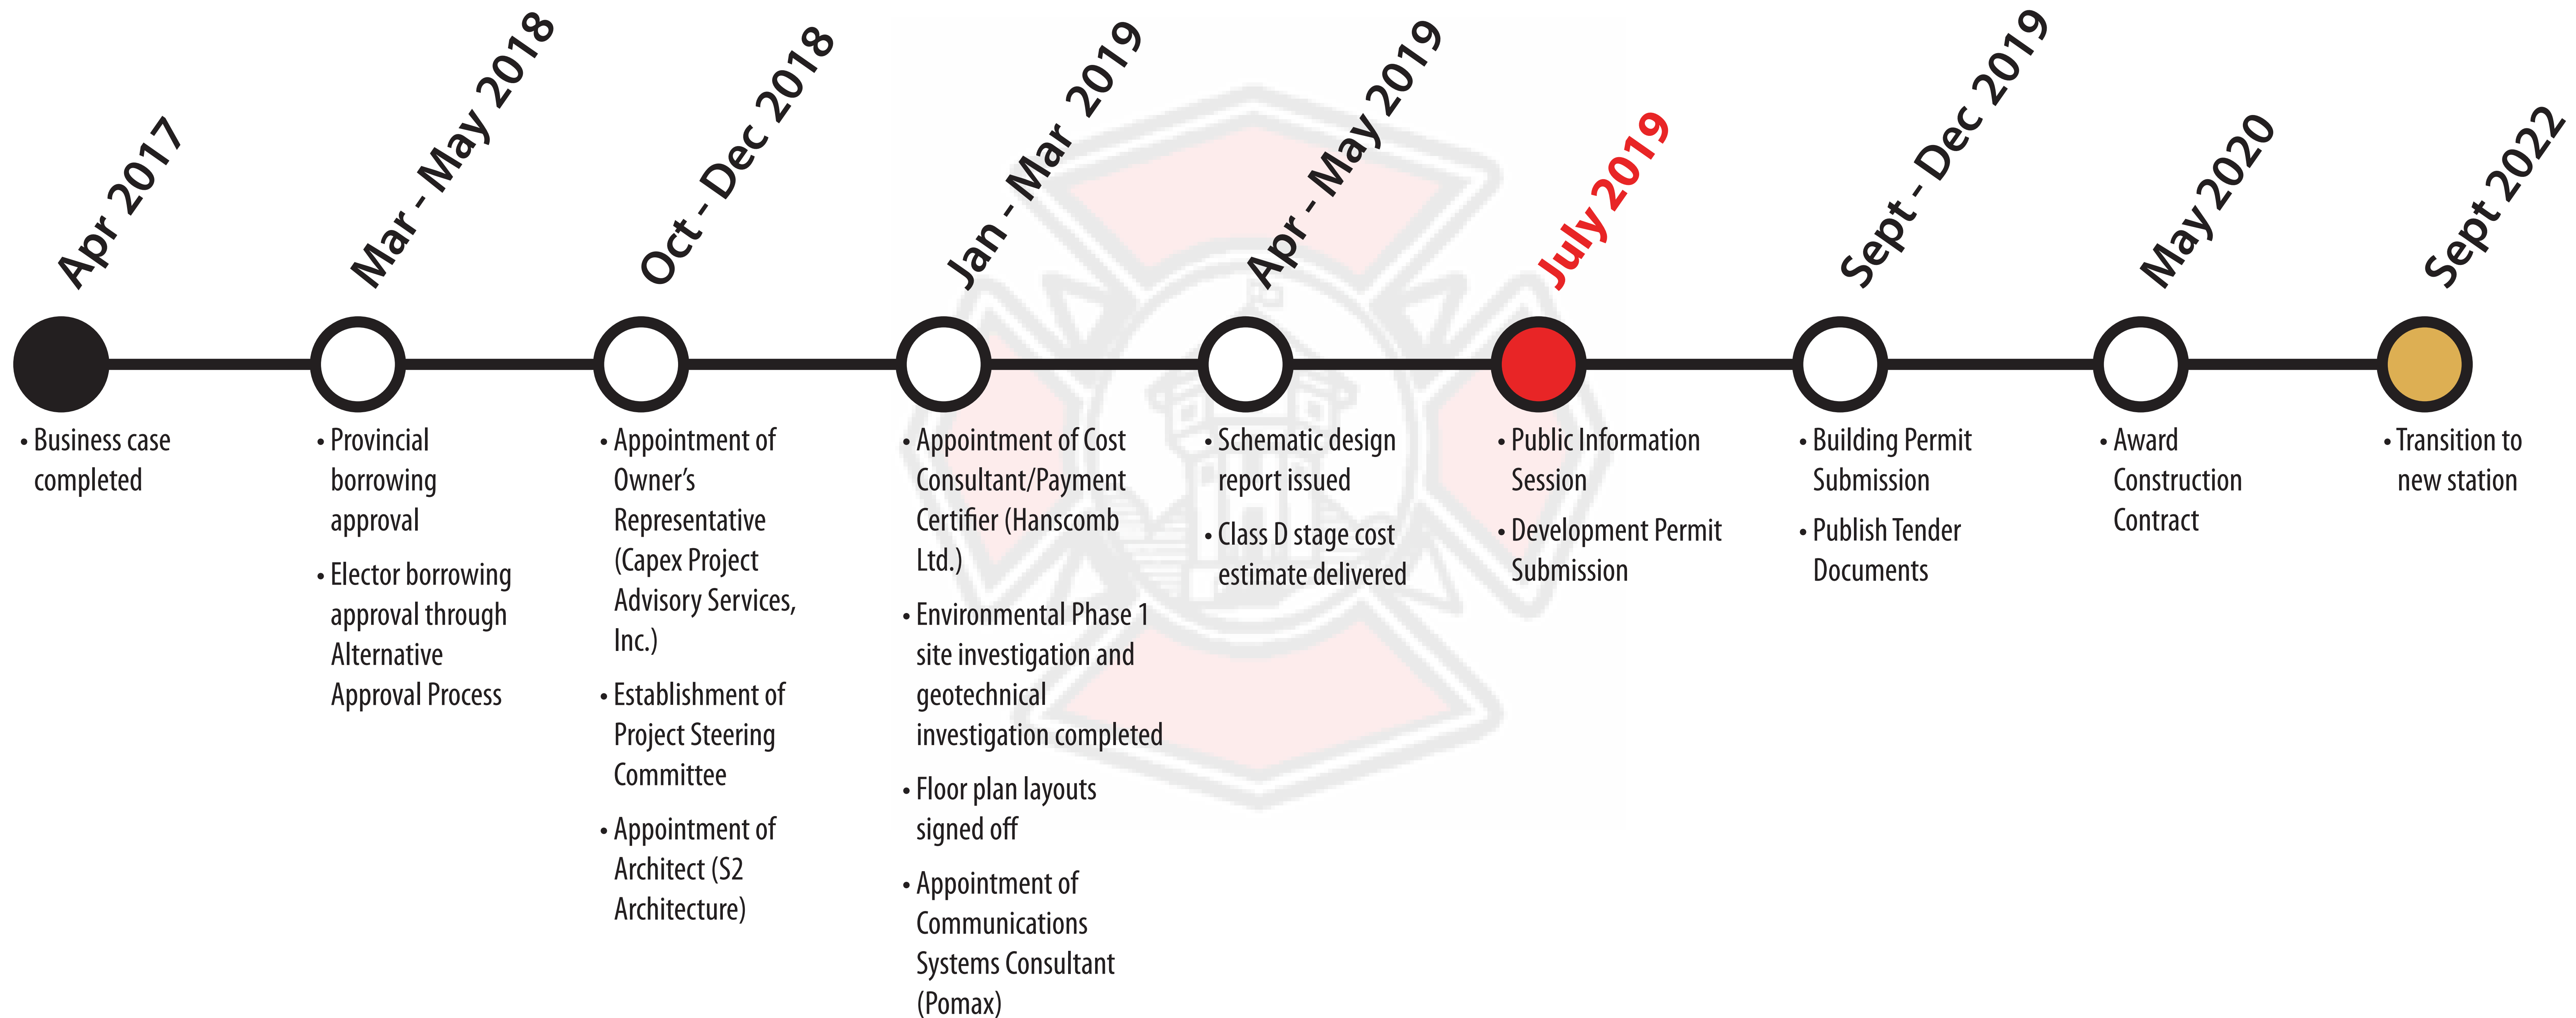 Apr 2017
Mar - May 2018
Oct - Dec 2018
Jan - Mar 2019
Apr - May 2019
July 2019
Sept - Dec 2019
May 2020
Sept 2022
• Business case
completed
• Provincial
borrowing
approval
• Elector borrowing
approval through
Alternative
Approval Process
• Appointment of
Owner’s
Representative
(Capex Project
Advisory Services,
Inc.)
• Establishment of
Project Steering
Committee
• Appointment of
Architect (S2
Architecture)
• Appointment of Cost
Consultant/Payment
Certifier (Hanscomb
Ltd.)
• Environmental Phase 1
site investigation and
geotechnical
investigation completed
• Floor plan layouts
signed off
• Appointment of
Communications
Systems Consultant
(Pomax)
• Schematic design
report issued
• Class D stage cost
estimate delivered
• Public Information
Session
• Development Permit
Submission
• Building Permit
Submission
• Publish Tender
Documents
• Award
Construction
Contract
• Transition to
new station